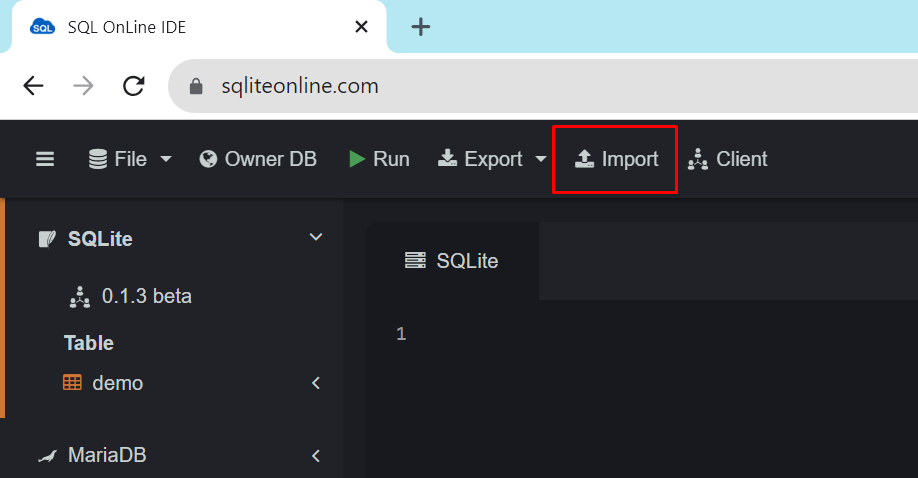 SQL SQL OnLine IDE
sqliteonline.com
File Owner DB Run Export Import Client
SQLite
SQLite
0.1.3 beta
Table
1
demo
MariaDB